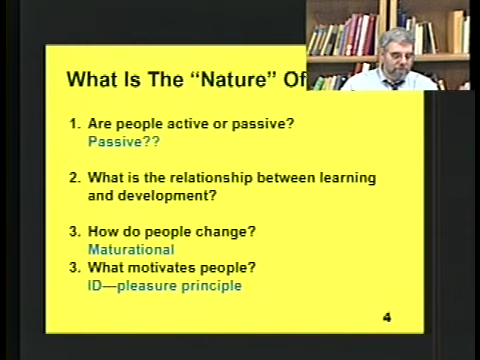 What Is The “Nature” Of
1. Are people active or passive?
Passive??
2. What is the relationship between learning
and development?
3. How do people change?
Maturational
3. What motivates people?
ID—pleasure principle
4